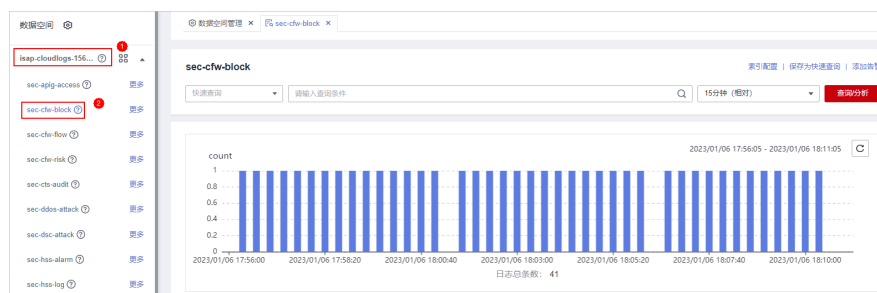 数据空间
数据空间管理 ×
sec-cfw-block ×
1
isap-cloudlogs-156...
sec-cfw-block
索引配置 | 保存为快速查询 | 添加告警
sec-apig-access 更多
快速查询
请输入查询条件
15分钟（相对）
查询/分析
sec-cfw-block 2 更多
sec-cfw-flow 更多
sec-cfw-risk 更多
sec-cts-audit 更多
sec-ddos-attack 更多
sec-dsc-attack 更多
sec-hss-alarm 更多
sec-hss-log 更多
2023/01/06 17:56:05 - 2023/01/06 18:11:05
count
1
0.8
0.6
0.4
0.2
0
2023/01/06 17:56:00 2023/01/06 17:58:20 2023/01/06 18:00:40 2023/01/06 18:03:00 2023/01/06 18:05:20 2023/01/06 18:07:40 2023/01/06 18:10:00
日志总条数： 41